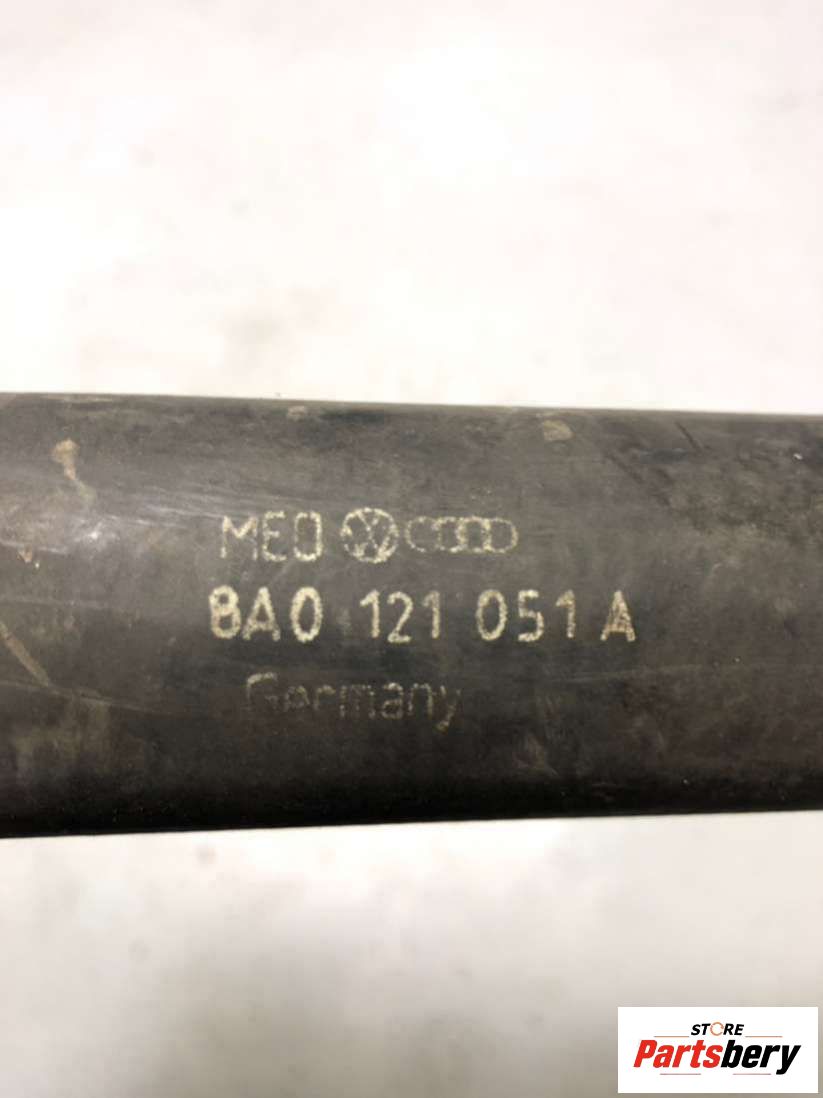 MEO
8A0 121 051 A
Germany
STORE
Partsbery